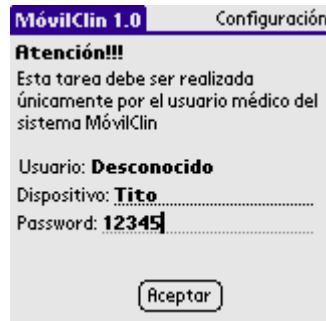 MóvilClin 1.0 Configuración
Atención!!!
Esta tarea debe ser realizada
únicamente por el usuario médico del
sistema MóvilClin
Usuario: Desconocido
Dispositivo: Tito
Password: 12345
Aceptar